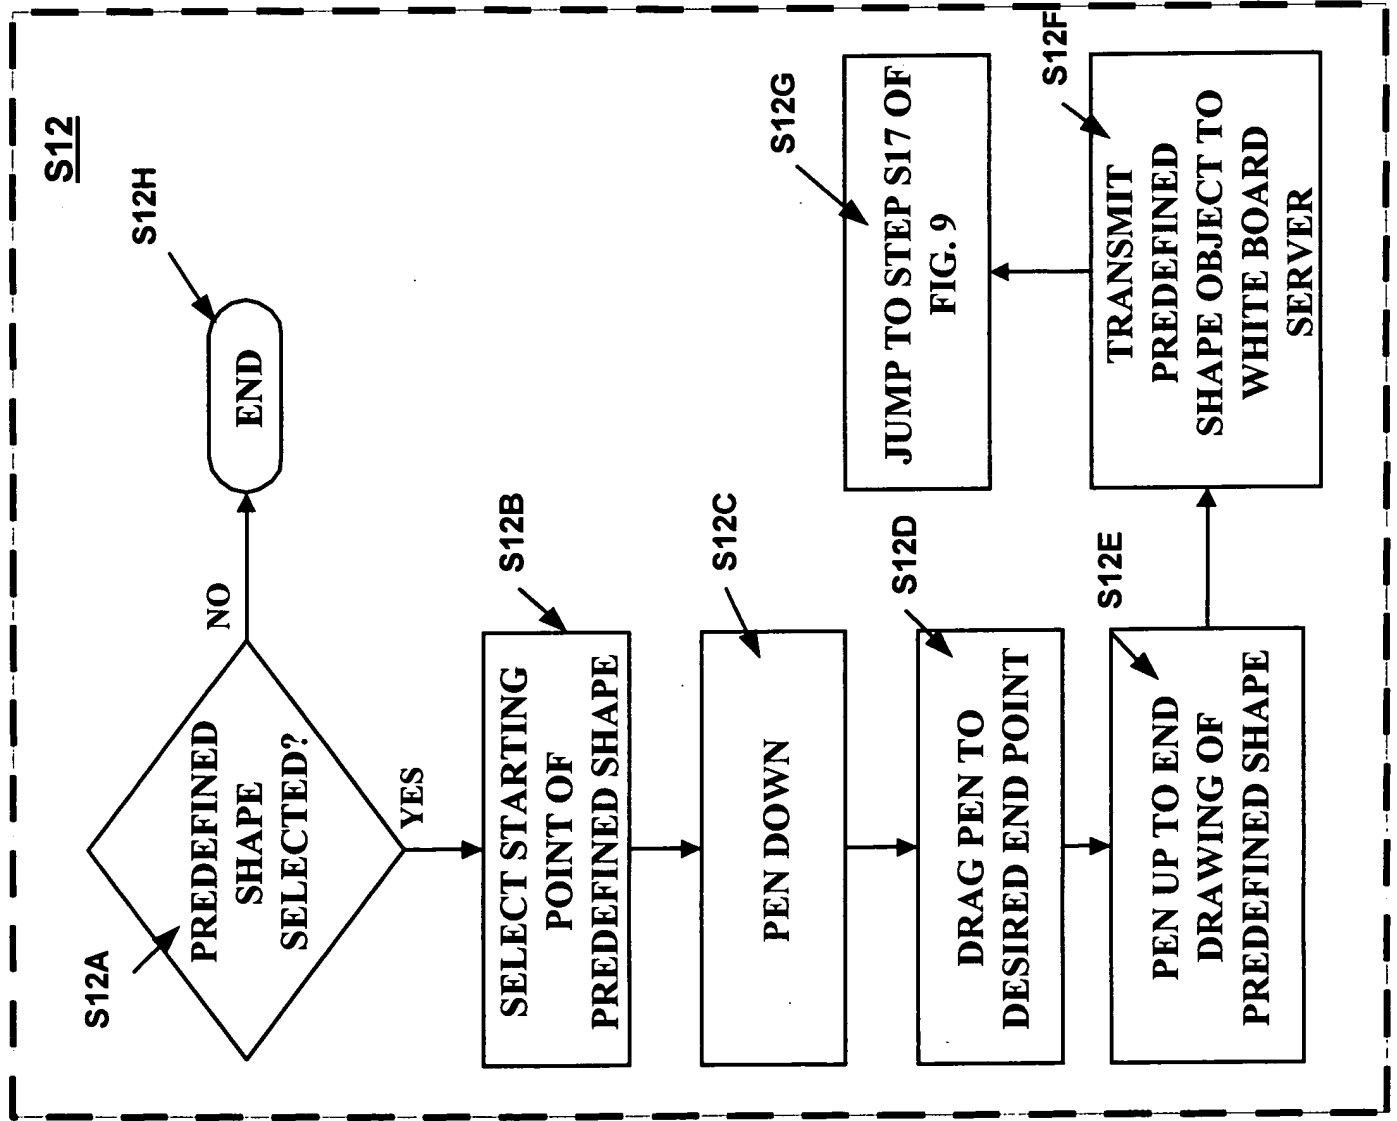 S12
S12A
PREDEFINED
SHAPE
SELECTED?
NO
S12H
END
YES
S12B
SELECT STARTING
POINT OF
PREDEFINED SHAPE
S12C
PEN DOWN
S12D
DRAG PEN TO
DESIRED END POINT
S12E
PEN UP TO END
DRAWING OF
PREDEFINED SHAPE
S12F
TRANSMIT
PREDEFINED
SHAPE OBJECT TO
WHITE BOARD
SERVER
S12G
JUMP TO STEP S17 OF
FIG. 9